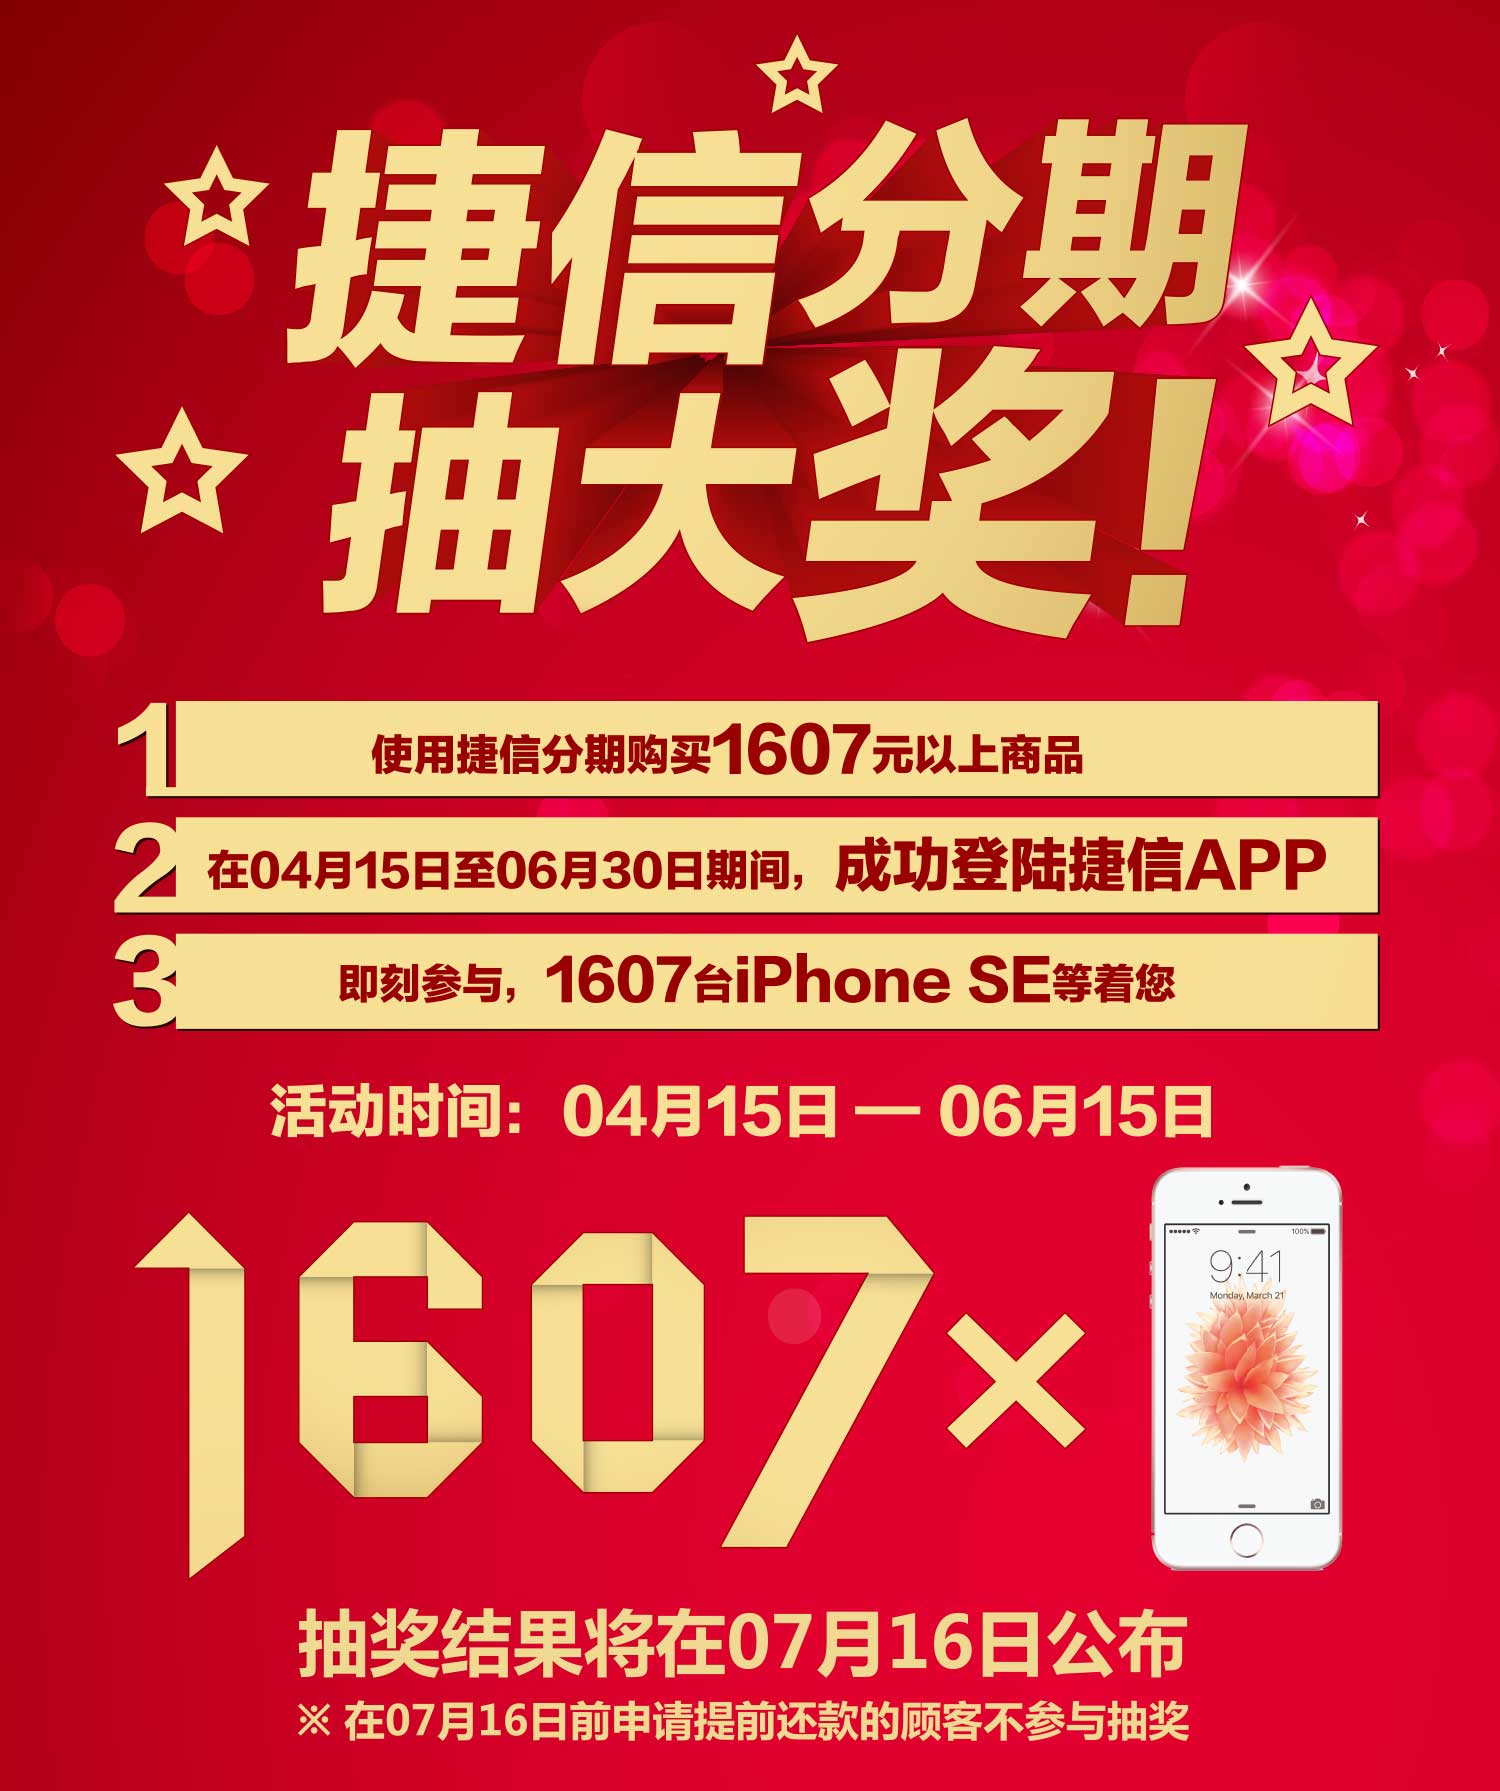 捷信分期
抽大奖!
1 使用捷信分期购买1607元以上商品
2 在04月15日至06月30日期间，成功登陆捷信APP
3 即刻参与，1607台iPhone SE等着您
活动时间：04月15日 — 06月15日
100%
9:41
Monday, March 21
1607×
抽奖结果将在07月16日公布
※ 在07月16日前申请提前还款的顾客不参与抽奖